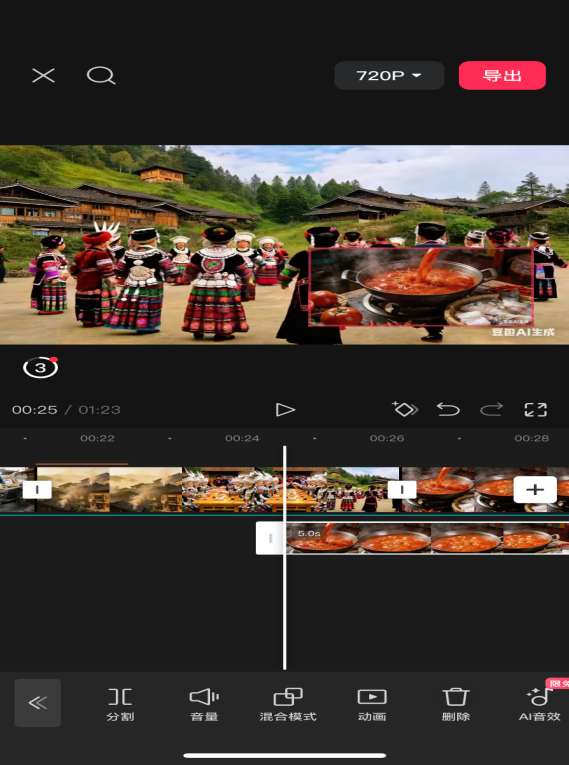 720P
导出
豆包AI生成
3
00:25 / 01:23
00:22
00:24
00:26
00:28
5.0s
分割
音量
混合模式
动画
删除
AI音效